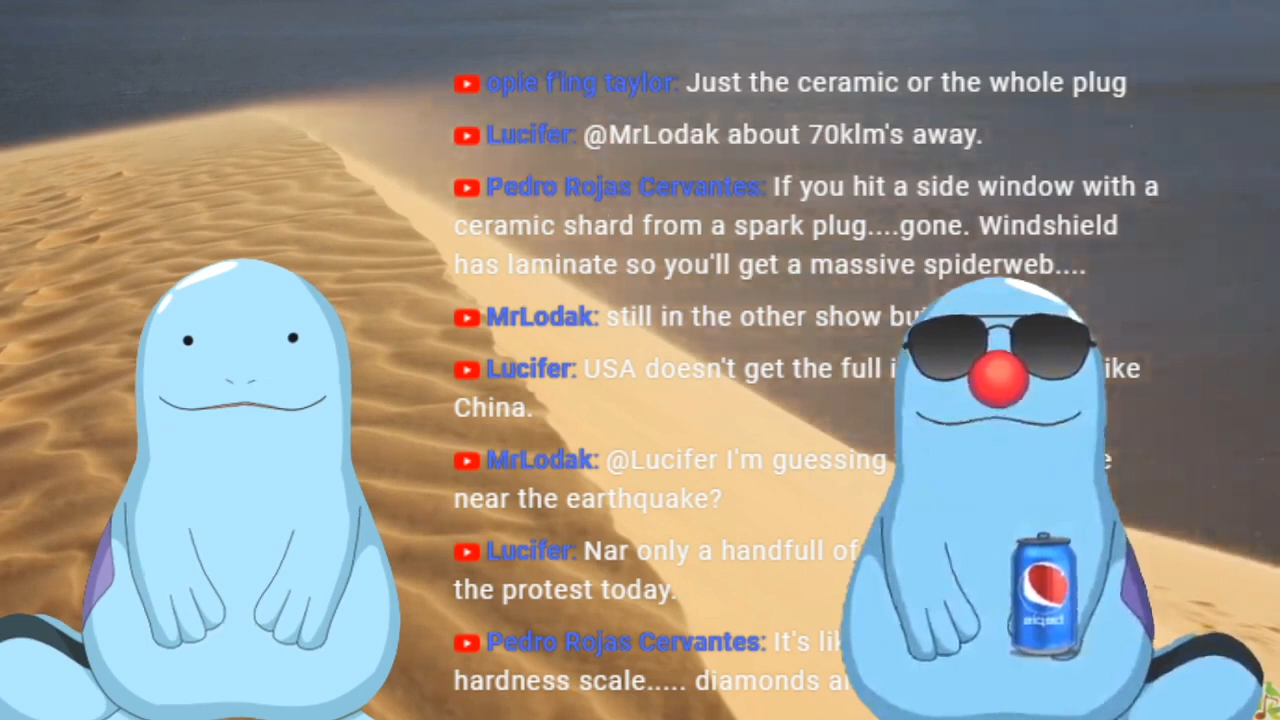 opie f'ing taylor: Just the ceramic or the whole plug
Lucifer: @MrLodak about 70klm's away.
Pedro Rojas Cervantes: If you hit a side window with a
ceramic shard from a spark plug....gone. Windshield
has laminate so you'll get a massive spiderweb....
MrLodak: still in the other show
Lucifer: USA doesn't get the full
China.
MrLodak: @Lucifer I'm guessing
near the earthquake?
Lucifer: Nar only a handfull of
the protest today.
Pedro Rojas Cervantes: It's
hardness scale..... diamonds
pepsi